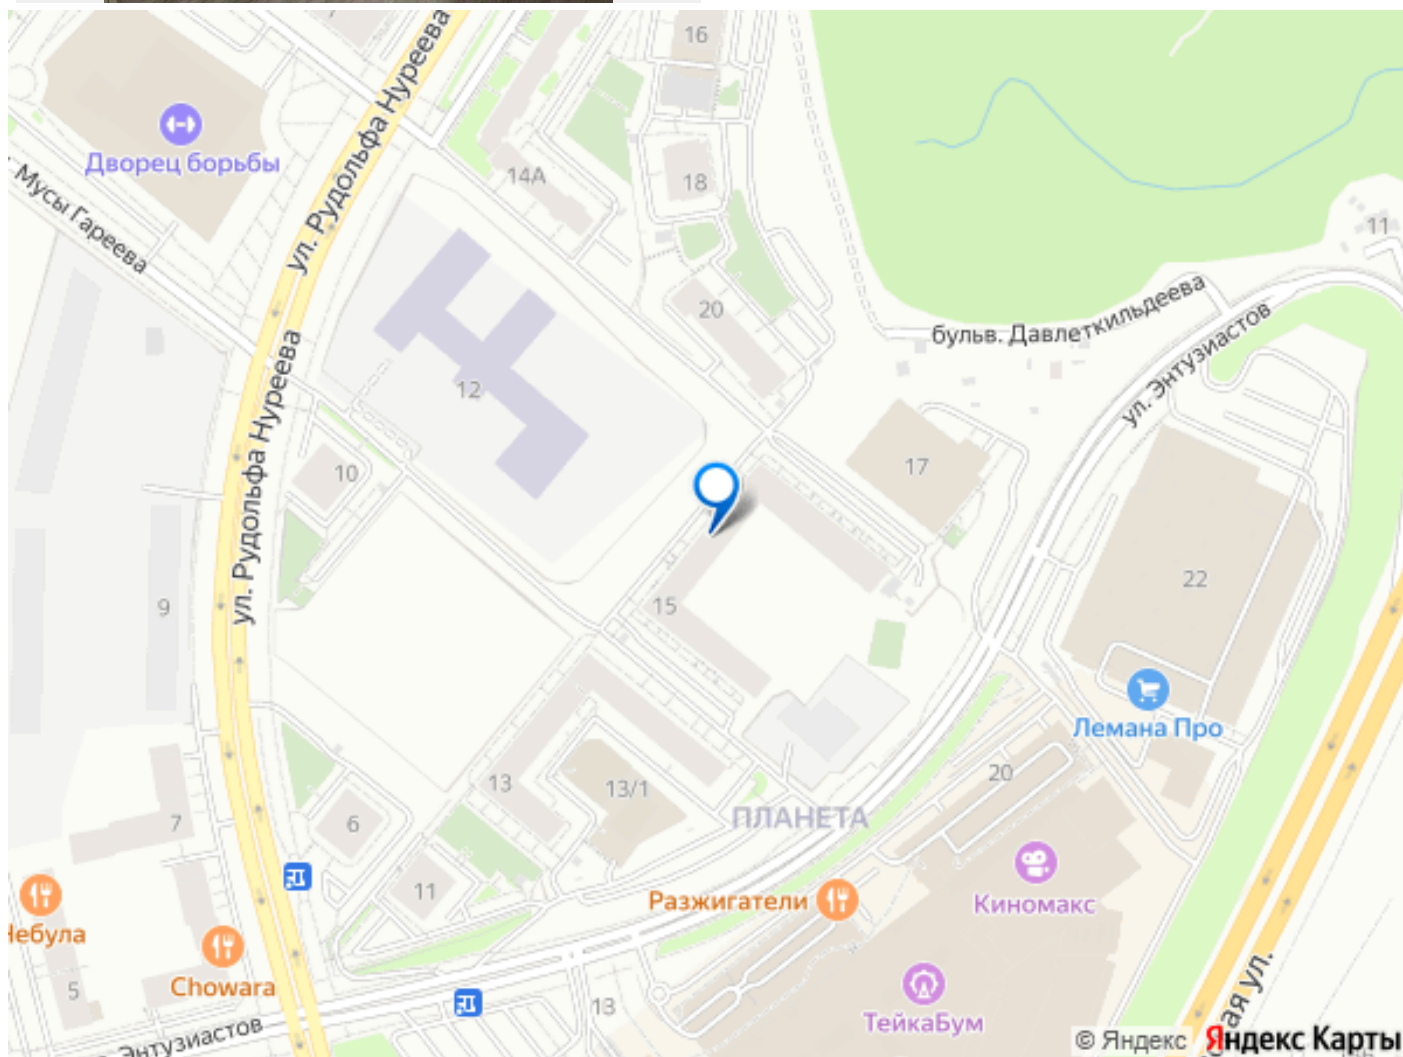 16
ул. Рудольфа Нуреева
Дворец борьбы
14А
18
Мусы Гареева
11
20
бульв. Давлеткильдеева
ул. Энтузиастов
12
ул. Рудольфа Нуреева
10
17
22
9
15
Лемана Про
13
13/1
20
ПЛАНЕТА
7
6
11
Разжигатели
Киномакс
Небула
Chowara
5
13
ТейкаБум
Энтузиастов
ая ул.
© Яндекс Яндекс Карты